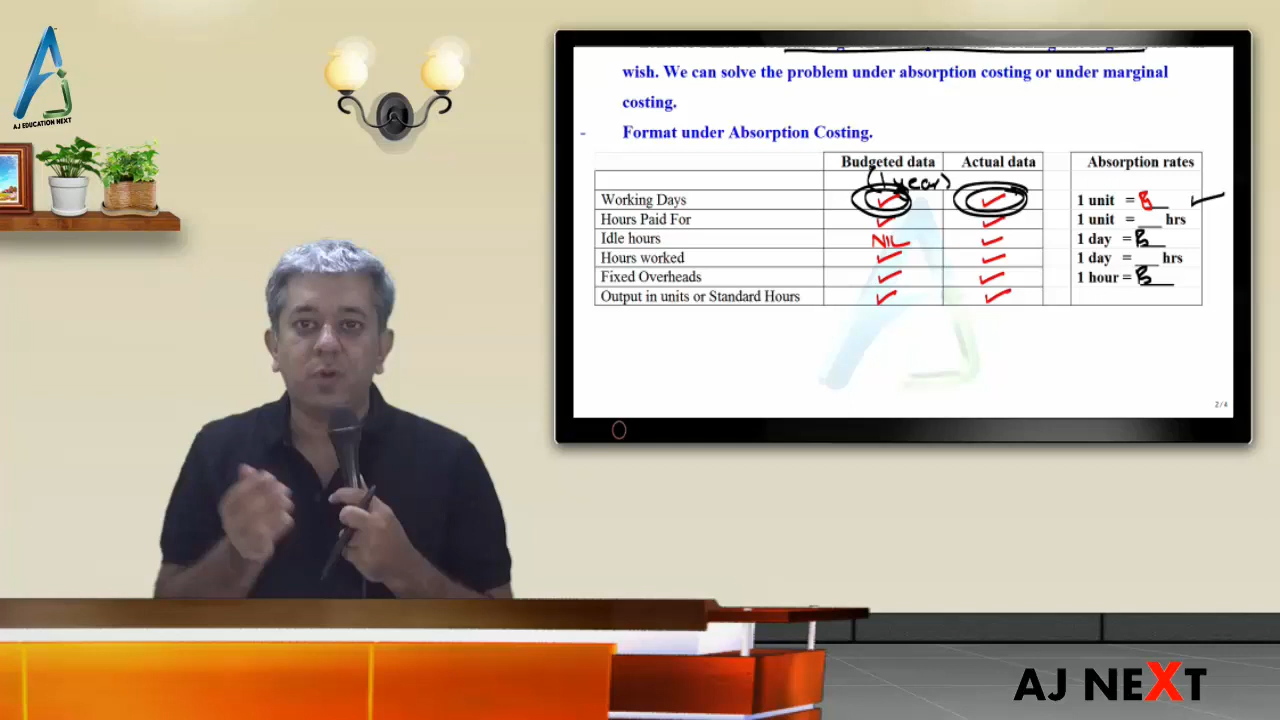 AJ EDUCATION NEXT
wish. We can solve the problem under absorption costing or under marginal
costing.
- Format under Absorption Costing.
Budgeted data Actual data Absorption rates
(1 year)
Working Days 1 unit = ___
Hours Paid For 1 unit = ___ hrs
Idle hours NIL 1 day = ___
Hours worked 1 day = ___ hrs
Fixed Overheads 1 hour = ___
Output in units or Standard Hours
2/4
AJ NEXT